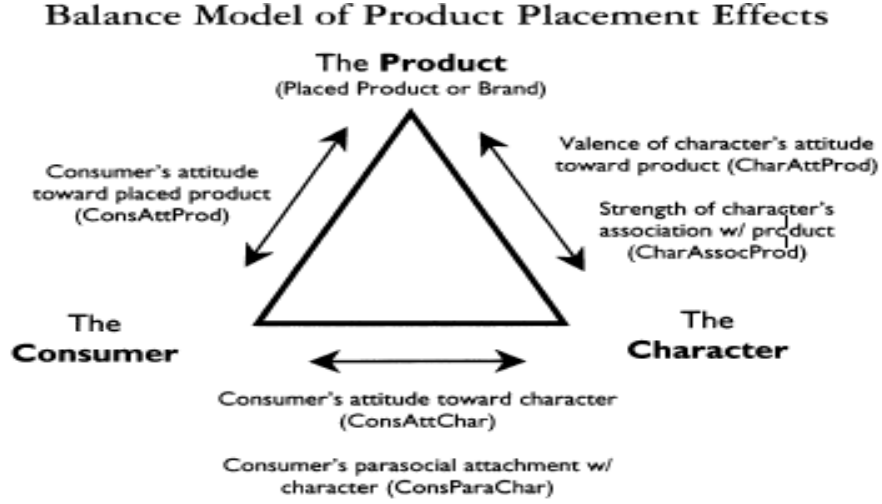 Balance Model of Product Placement Effects
The Product
(Placed Product or Brand)
Consumer's attitude
toward placed product
(ConsAttProd)
Valence of character's attitude
toward product (CharAttProd)
Strength of character's
association w/ product
(CharAssocProd)
The
Consumer
The
Character
Consumer's attitude toward character
(ConsAttChar)
Consumer's parasocial attachment w/
character (ConsParaChar)